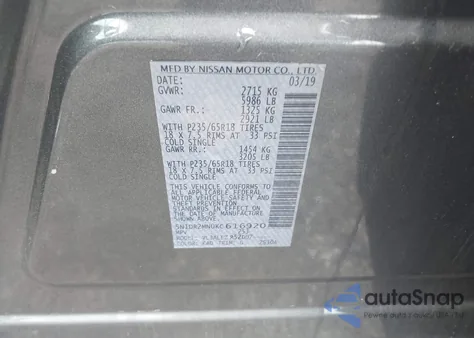 MFD BY NISSAN MOTOR CO., LTD.
DATE: 03/19
GVWR: 2715 KG
5986 LB
GAWR FR.: 1325 KG
2921 LB
WITH P235/65R18 TIRES
18 X 7.5 RIMS AT 33 PSI
COLD SINGLE
GAWR RR.: 1454 KG
3205 LB
WITH P235/65R18 TIRES
18 X 7.5 RIMS AT 33 PSI
COLD SINGLE
THIS VEHICLE CONFORMS TO
ALL APPLICABLE FEDERAL
MOTOR VEHICLE SAFETY
STANDARDS IN EFFECT ON THE
DATE OF MANUFACTURE
SHOWN ABOVE.
616920
MPV
autoSnap